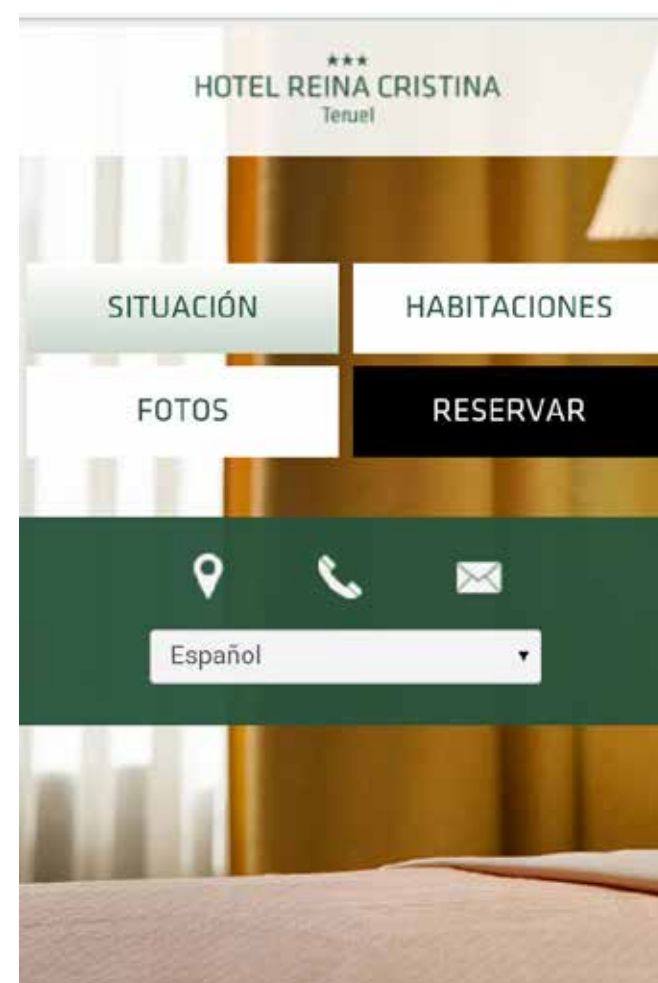 ★★★
HOTEL REINA CRISTINA
Teruel
SITUACIÓN
HABITACIONES
FOTOS
RESERVAR
Español